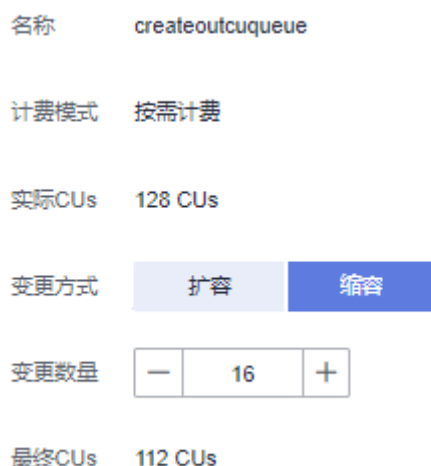 名称 createoutcuqueue
计费模式 按需计费
实际CUs 128 CUs
变更方式 扩容 缩容
变更数量 — 16 +
最终CUs 112 CUs